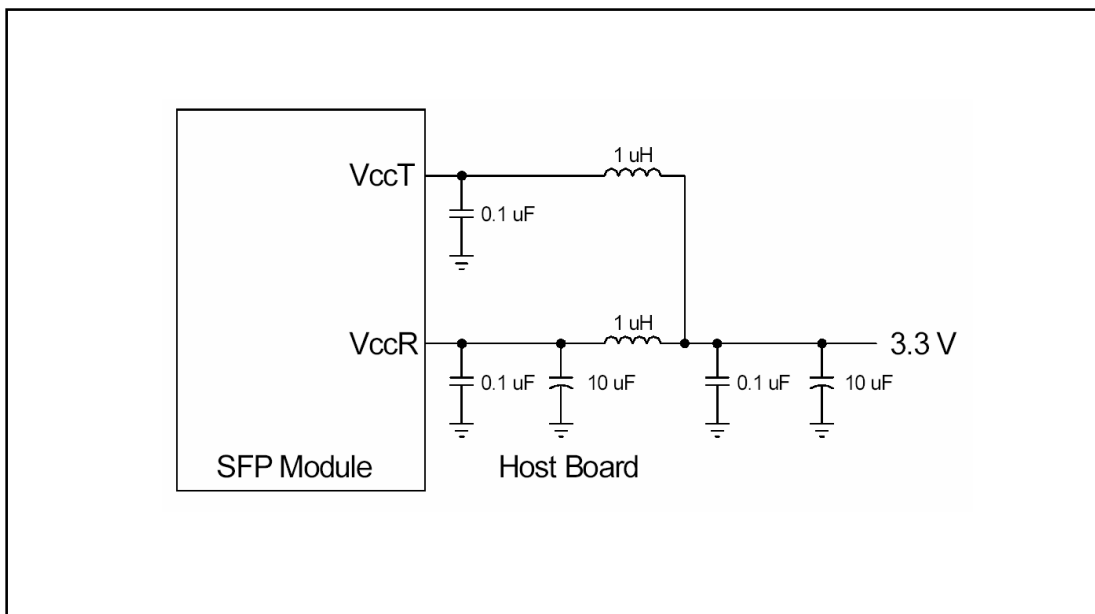 1 uH
VccT
0.1 uF
1 uH
VccR
3.3 V
0.1 uF
10 uF
0.1 uF
10 uF
SFP Module
Host Board